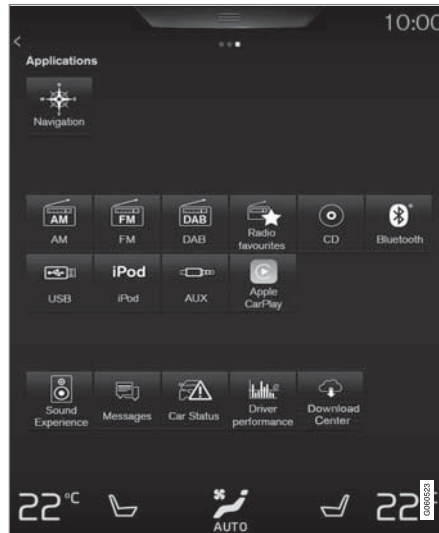 10:00
<
Applications
Navigation
AM FM DAB
AM FM DAB Radio favourites CD Bluetooth
iPod
USB iPod AUX Apple CarPlay
Sound Experience Messages Car Status Driver performance Download Center
22°C 22
AUTO
G060523